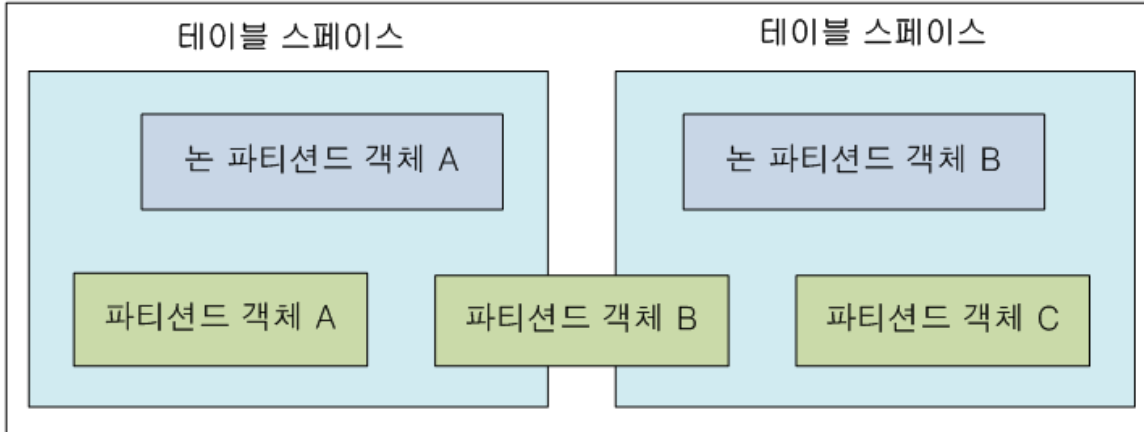 테이블 스페이스
테이블 스페이스
논 파티션드 객체 A
논 파티션드 객체 B
파티션드 객체 A
파티션드 객체 B
파티션드 객체 C